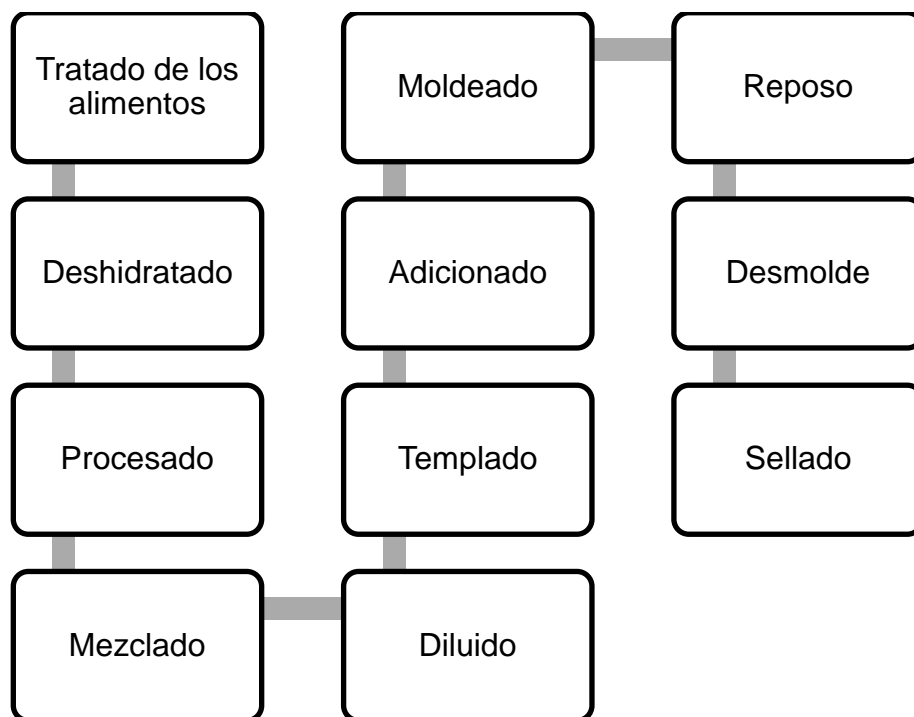 Tratado de los
alimentos
Deshidratado
Procesado
Mezclado
Diluido
Templado
Adicionado
Moldeado
Reposo
Desmolde
Sellado